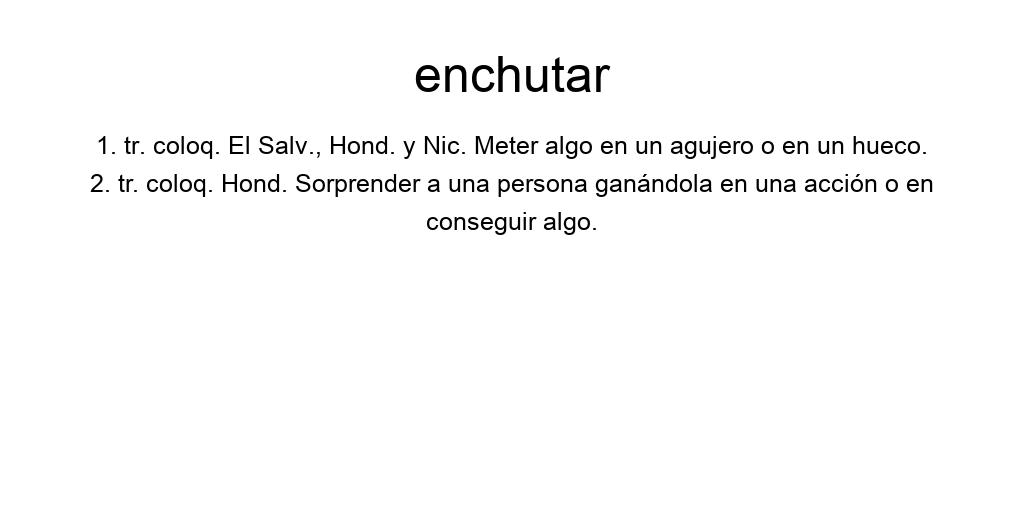 enchutar
1. tr. coloq. El Salv., Hond. y Nic. Meter algo en un agujero o en un hueco.
2. tr. coloq. Hond. Sorprender a una persona ganándola en una acción o en
conseguir algo.